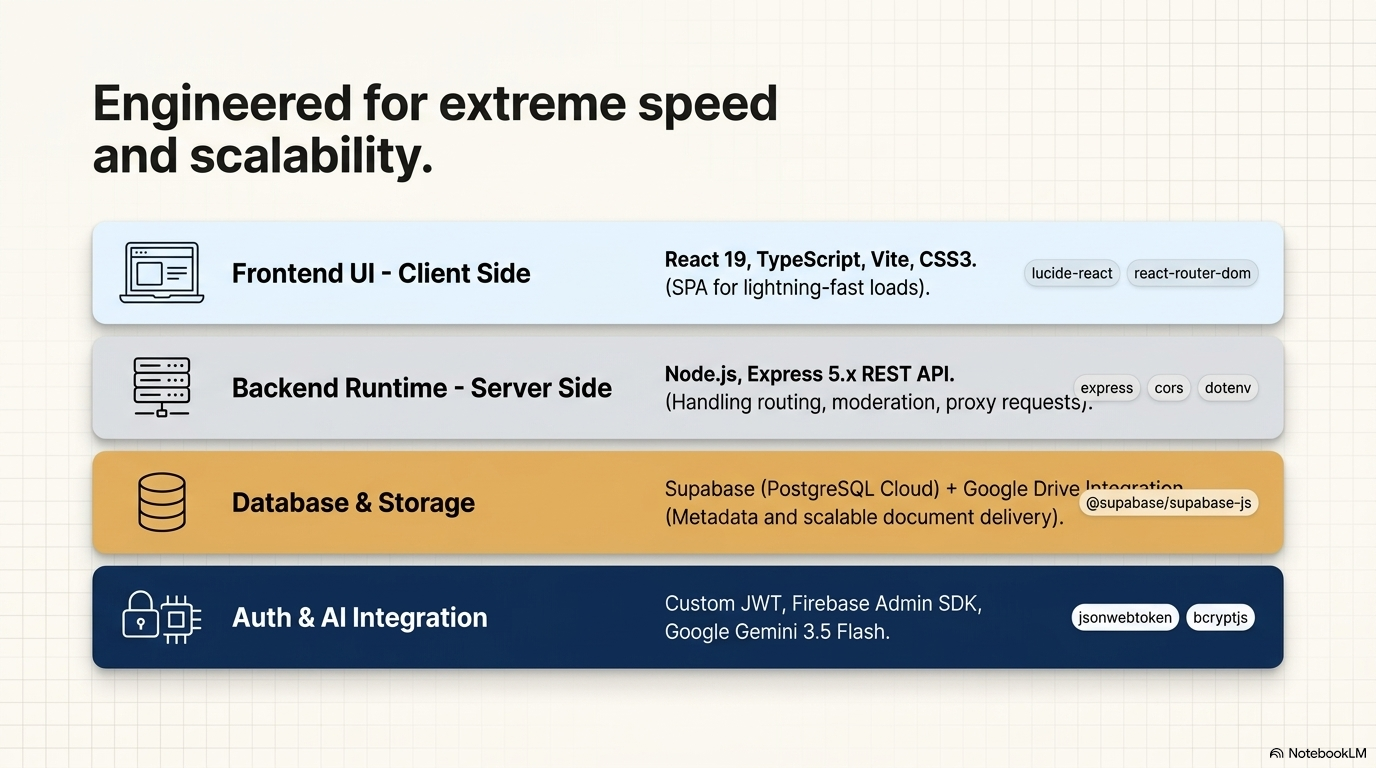 Engineered for extreme speed
and scalability.
Frontend UI - Client Side
React 19, TypeScript, Vite, CSS3.
(SPA for lightning-fast loads).
lucide-react
react-router-dom
Backend Runtime - Server Side
Node.js, Express 5.x REST API.
(Handling routing, moderation, proxy requests).
express
cors
dotenv
Database & Storage
Supabase (PostgreSQL Cloud) + Google Drive Integration
(Metadata and scalable document delivery).
@supabase/supabase-js
Auth & AI Integration
Custom JWT, Firebase Admin SDK,
Google Gemini 3.5 Flash.
jsonwebtoken
bcryptjs
NotebookLM